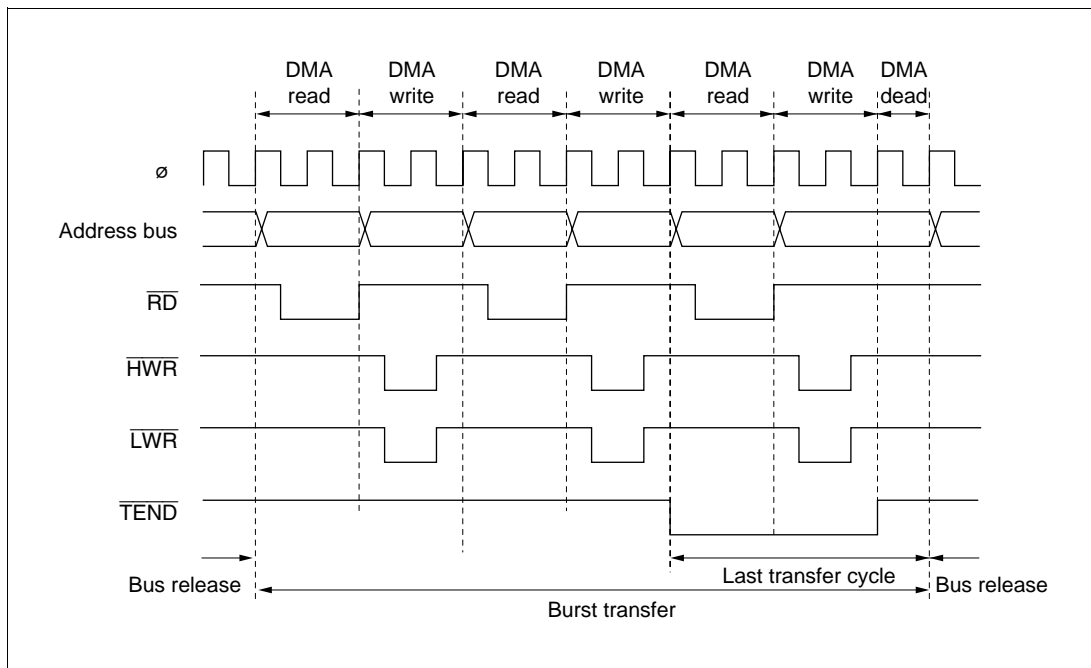 DMA read
DMA write
DMA read
DMA write
DMA read
DMA write
DMA dead
ø
Address bus
RD
HWR
LWR
TEND
Bus release
Last transfer cycle
Bus release
Burst transfer